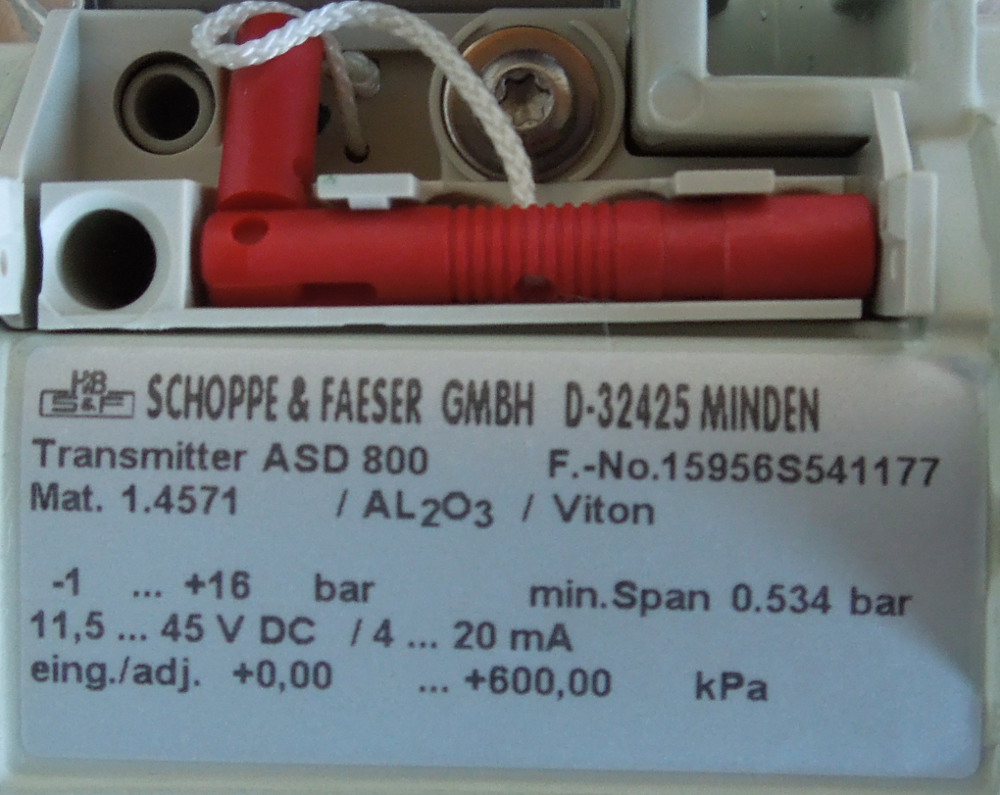 H&B
S&F
SCHOPPE & FAESER GMBH D-32425 MINDEN
Transmitter ASD 800 F.-No.15956S541177
Mat. 1.4571 / AL₂O₃ / Viton
-1 ... +16 bar min.Span 0.534 bar
11,5 ... 45 V DC / 4 ... 20 mA
eing./adj. +0,00 ... +600,00 kPa